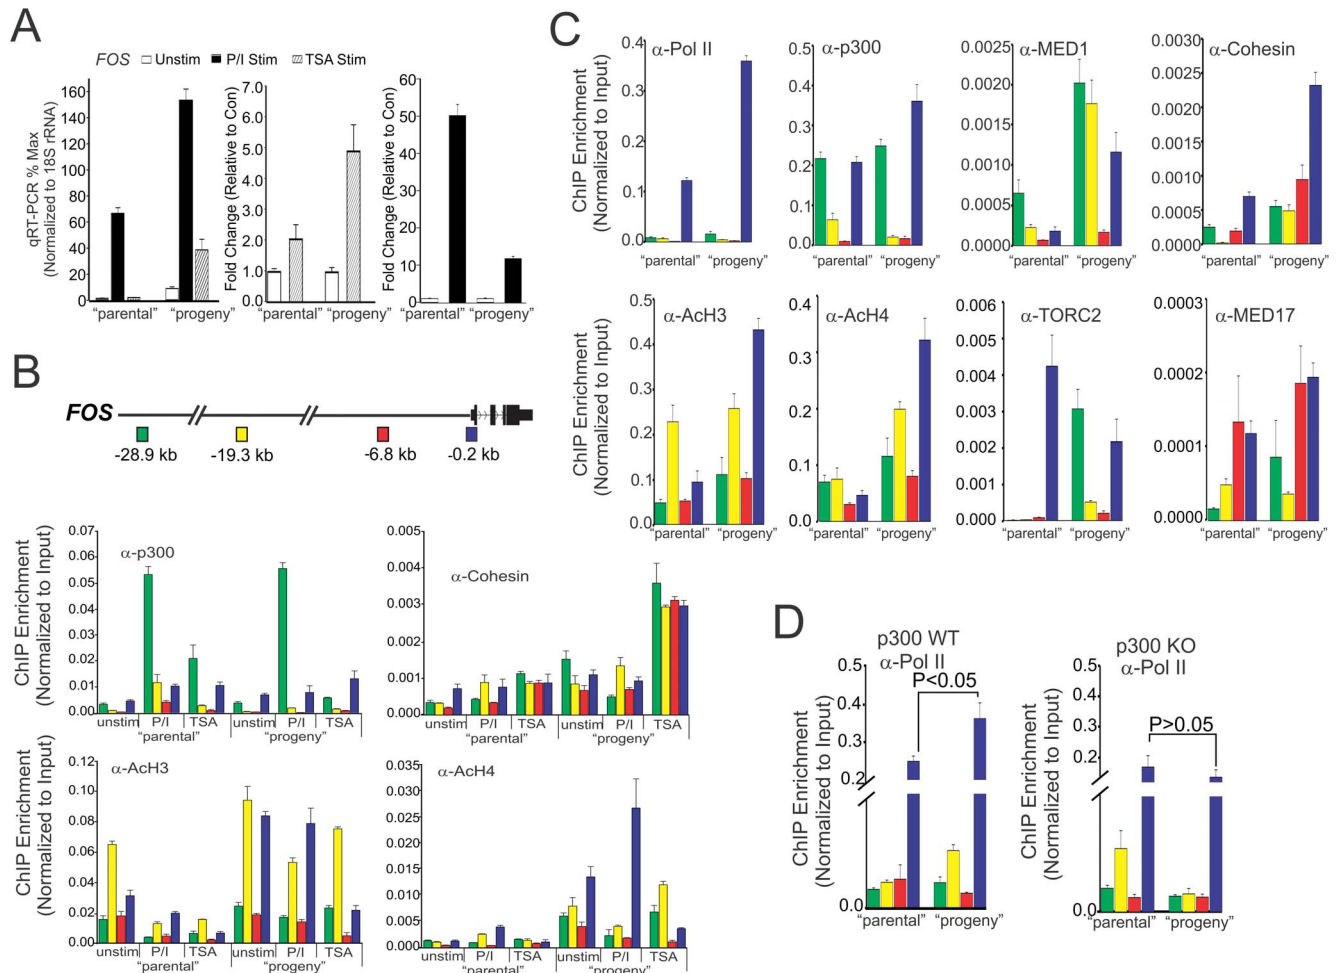 A
FOS Unstim P/I Stim TSA Stim
qRT-PCR % Max
(Normalized to 18S rRNA)
160
140
120
100
80
60
40
20
0
"parental" "progeny"
Fold Change (Relative to Con)
7.0
6.0
5.0
4.0
3.0
2.0
1.0
0.0
"parental" "progeny"
Fold Change (Relative to Con)
60
50
40
30
20
10
0
"parental" "progeny"
B
FOS
-28.9 kb
-19.3 kb
-6.8 kb
-0.2 kb
ChIP Enrichment
(Normalized to Input)
α-p300
0.07
0.06
0.05
0.04
0.03
0.02
0.01
0.00
unstim P/I TSA unstim P/I TSA
"parental" "progeny"
α-Cohesin
0.005
0.004
0.003
0.002
0.001
0.000
unstim P/I TSA unstim P/I TSA
"parental" "progeny"
ChIP Enrichment
(Normalized to Input)
α-AcH3
0.12
0.10
0.08
0.06
0.04
0.02
0.00
unstim P/I TSA unstim P/I TSA
"parental" "progeny"
α-AcH4
0.035
0.030
0.025
0.020
0.015
0.010
0.005
0.000
unstim P/I TSA unstim P/I TSA
"parental" "progeny"
C
ChIP Enrichment
(Normalized to Input)
α-Pol II
0.4
0.3
0.2
0.1
0.0
"parental" "progeny"
α-p300
0.5
0.4
0.3
0.2
0.1
0.0
"parental" "progeny"
α-MED1
0.0025
0.0020
0.0015
0.0010
0.0005
0.0000
"parental" "progeny"
α-Cohesin
0.0030
0.0025
0.0020
0.0015
0.0010
0.0005
0.0000
"parental" "progeny"
ChIP Enrichment
(Normalized to Input)
α-AcH3
0.5
0.4
0.3
0.2
0.1
0.0
"parental" "progeny"
α-AcH4
0.4
0.3
0.2
0.1
0.0
"parental" "progeny"
α-TORC2
0.006
0.005
0.004
0.003
0.002
0.001
0.000
"parental" "progeny"
α-MED17
0.0003
0.0002
0.0001
0.0000
"parental" "progeny"
D
p300 WT
α-Pol II
P<0.05
ChIP Enrichment
(Normalized to Input)
0.5
0.4
0.3
0.2
0.0
"parental" "progeny"
p300 KO
α-Pol II
P>0.05
ChIP Enrichment
(Normalized to Input)
0.5
0.4
0.3
0.2
0.0
"parental" "progeny"